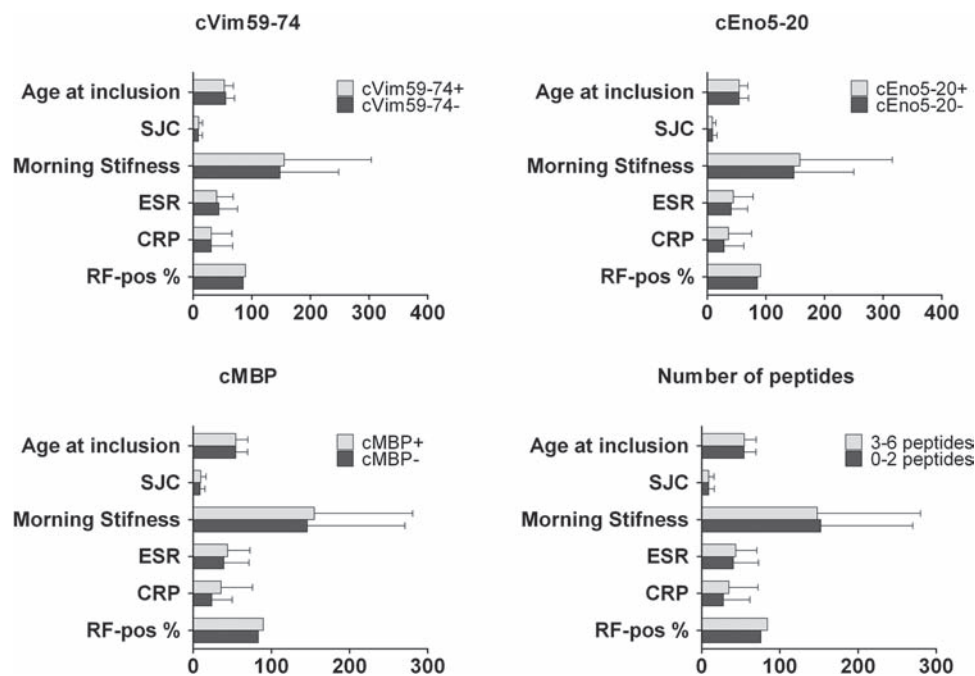 cVim59-74
Age at inclusion
SJC
Morning Stifness
ESR
CRP
RF-pos %
cVim59-74+
cVim59-74-
0 100 200 300 400
cEno5-20
Age at inclusion
SJC
Morning Stifness
ESR
CRP
RF-pos %
cEno5-20+
cEno5-20-
0 100 200 300 400
cMBP
Age at inclusion
SJC
Morning Stifness
ESR
CRP
RF-pos %
cMBP+
cMBP-
0 100 200 300
Number of peptides
Age at inclusion
SJC
Morning Stifness
ESR
CRP
RF-pos %
3-6 peptides
0-2 peptides
0 100 200 300